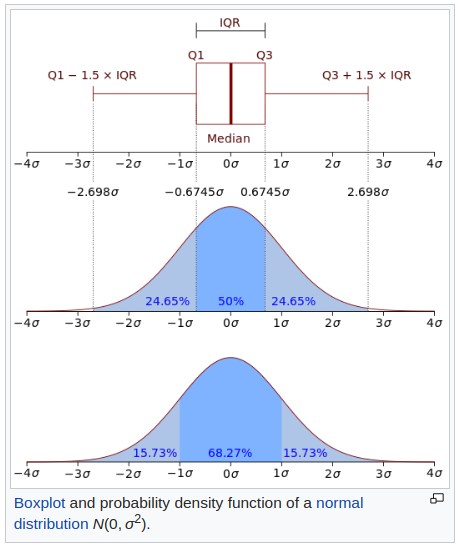 IQR
Q1 Q3
Q1 − 1.5 × IQR Q3 + 1.5 × IQR
Median
−4σ −3σ −2σ −1σ 0σ 1σ 2σ 3σ 4σ
−2.698σ −0.6745σ 0.6745σ 2.698σ
24.65% 50% 24.65%
−4σ −3σ −2σ −1σ 0σ 1σ 2σ 3σ 4σ
15.73% 68.27% 15.73%
−4σ −3σ −2σ −1σ 0σ 1σ 2σ 3σ 4σ
Boxplot and probability density function of a normal
distribution N(0, σ²).